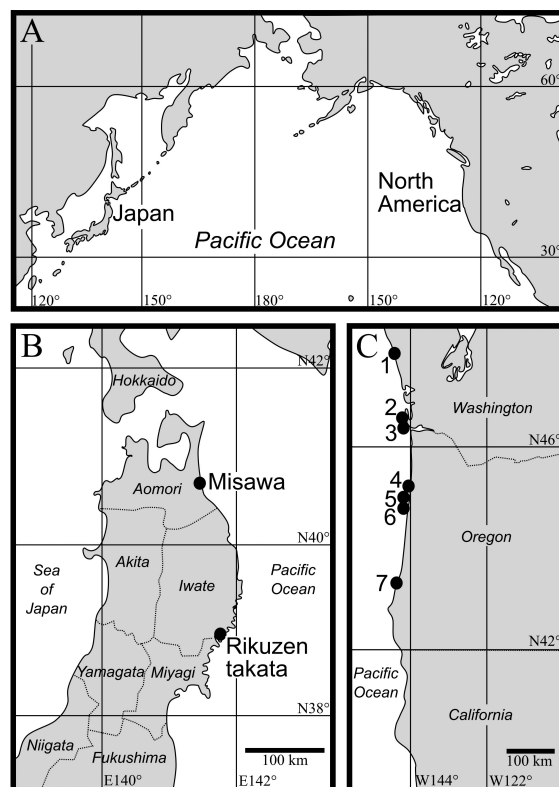 A
60°
Japan
North
America
Pacific Ocean
30°
120°
150°
180°
150°
120°
B
N42°
Hokkaido
Misawa
Aomori
N40°
Akita
Sea
of
Japan
Iwate
Pacific
Ocean
Rikuzen
takata
Yamagata
Miyagi
N38°
Niigata
Fukushima
100 km
E140°
E142°
C
1
Washington
2
3
N46°
4
5
6
Oregon
7
N42°
Pacific
Ocean
California
100 km
W144°
W122°